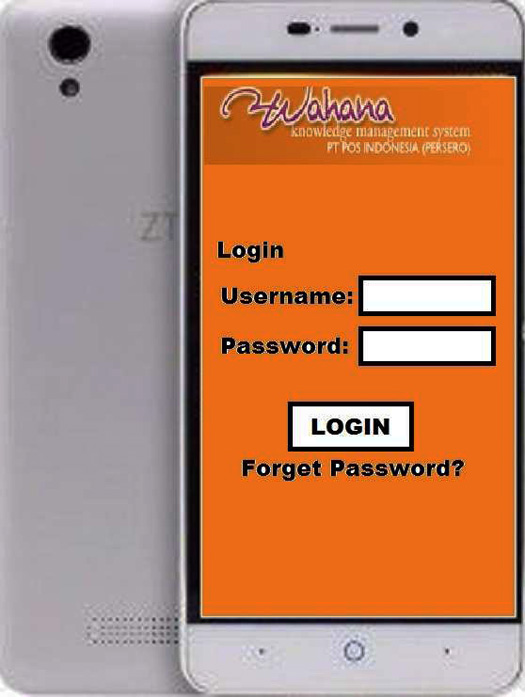 Wahana
knowledge management system
PT POS INDONESIA (PERSERO)
ZT
Login
Username:
Password:
LOGIN
Forget Password?